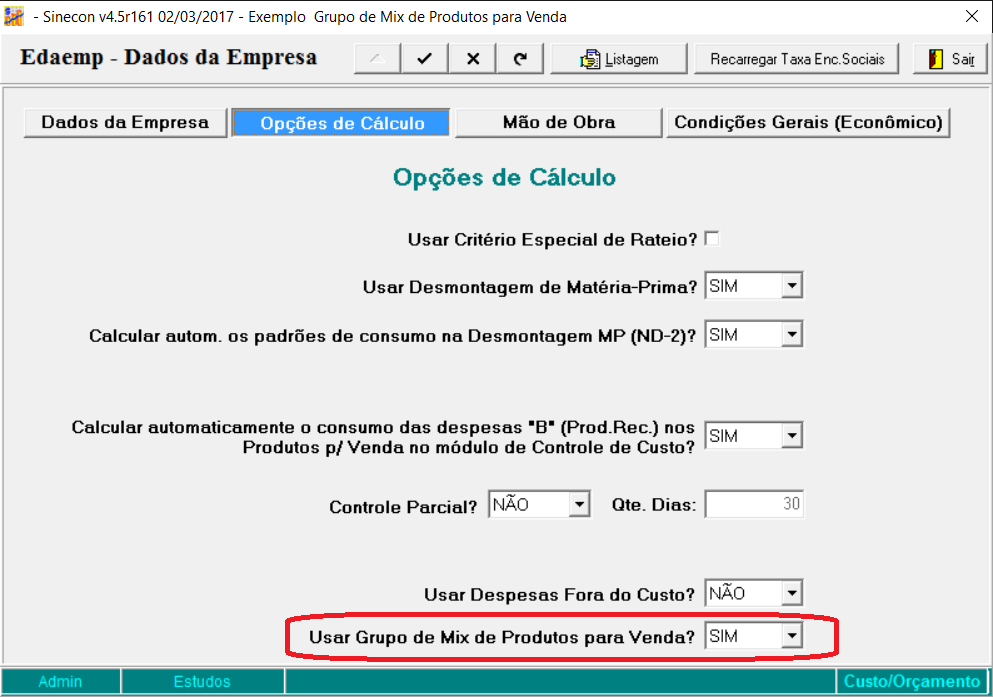 - Sinecon v4.5r161 02/03/2017 - Exemplo Grupo de Mix de Produtos para Venda
Edaemp - Dados da Empresa
Listagem
Recarregar Taxa Enc.Sociais
Sair
Dados da Empresa
Opções de Cálculo
Mão de Obra
Condições Gerais (Econômico)
Opções de Cálculo
Usar Critério Especial de Rateio?
Usar Desmontagem de Matéria-Prima? SIM
Calcular autom. os padrões de consumo na Desmontagem MP (ND-2)? SIM
Calcular automaticamente o consumo das despesas "B" (Prod.Rec.) nos
Produtos p/ Venda no módulo de Controle de Custo? SIM
Controle Parcial? NÃO Qte. Dias: 30
Usar Despesas Fora do Custo? NÃO
Usar Grupo de Mix de Produtos para Venda? SIM
Admin
Estudos
Custo/Orçamento